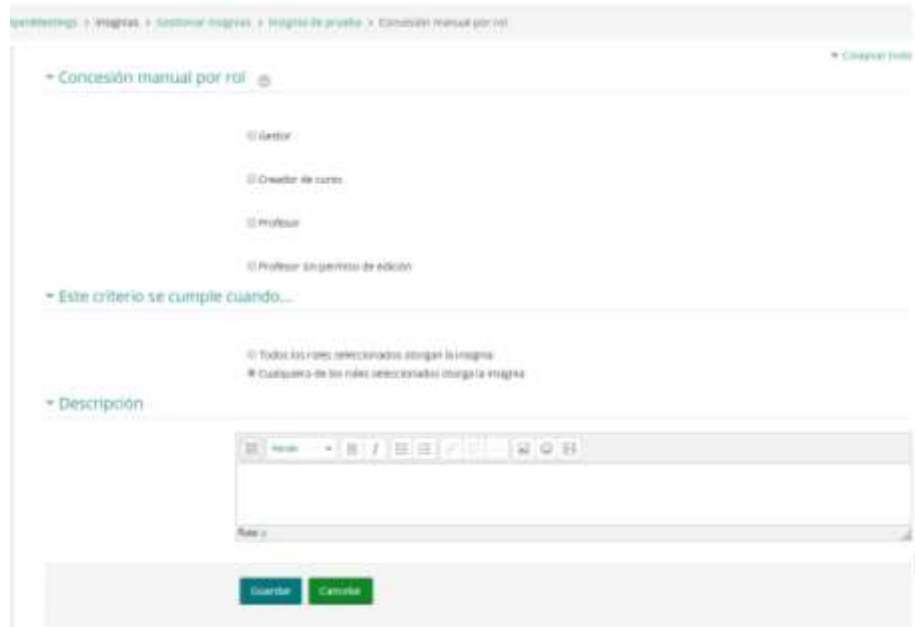 OpenMeetings > Insignias > Gestionar insignias > Insignia de prueba > Concesión manual por rol
Colapsar todo
Concesión manual por rol
Gestor
Creador de curso
Profesor
Profesor sin permiso de edición
Este criterio se cumple cuando...
Todos los roles seleccionados otorgan la insignia
Cualquiera de los roles seleccionados otorga la insignia
Descripción
B I
Guardar Cancelar